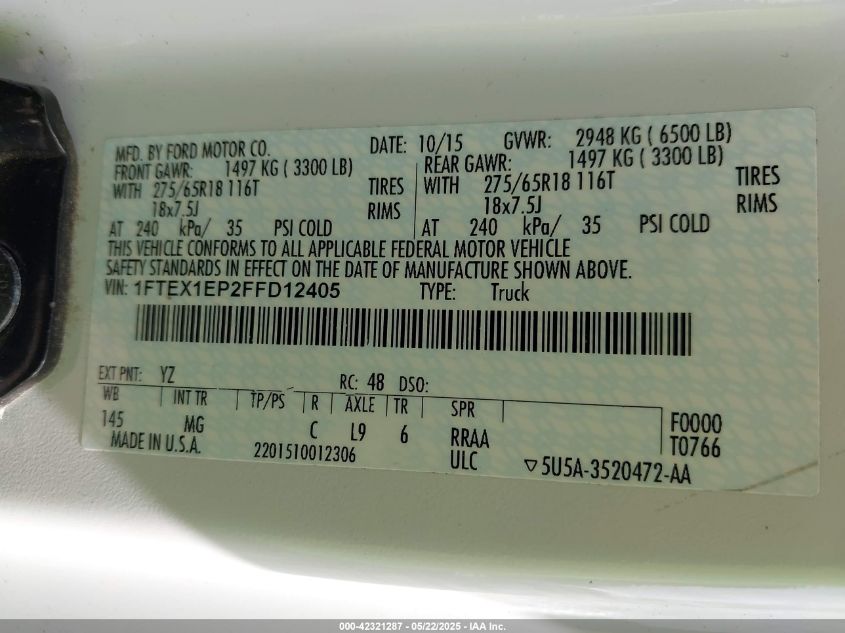 MFD. BY FORD MOTOR CO. DATE: 10/15 GVWR: 2948 KG ( 6500 LB)
FRONT GAWR: 1497 KG ( 3300 LB) REAR GAWR: 1497 KG ( 3300 LB)
WITH 275/65R18 116T TIRES WITH 275/65R18 116T TIRES
18x7.5J RIMS 18x7.5J RIMS
AT 240 kPa/ 35 PSI COLD AT 240 kPa/ 35 PSI COLD
THIS VEHICLE CONFORMS TO ALL APPLICABLE FEDERAL MOTOR VEHICLE
SAFETY STANDARDS IN EFFECT ON THE DATE OF MANUFACTURE SHOWN ABOVE.
VIN: 1FTEX1EP2FFD12405 TYPE: Truck
EXT PNT: YZ RC: 48 DSO:
WB INT TR TP/PS R AXLE TR SPR
145 MG C L9 6 RRAA F0000
MADE IN U.S.A. 2201510012306 ULC T0766
▽5U5A-3520472-AA
000-42321287 - 05/22/2025 - IAA Inc.